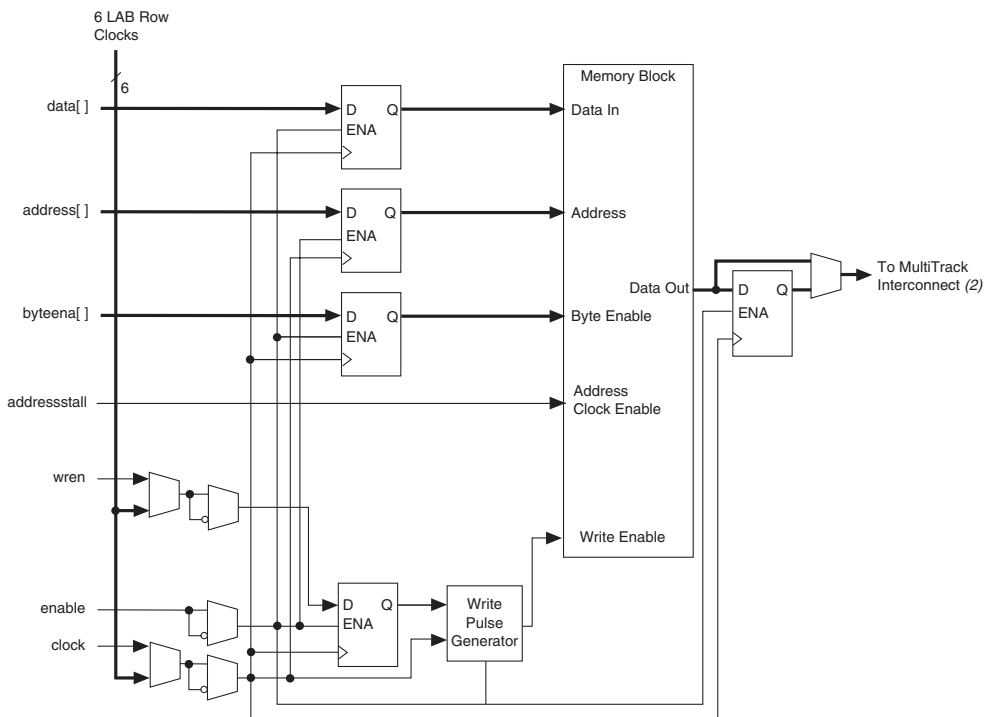 6 LAB Row
Clocks
6
data[ ]
D Q
ENA
Memory Block
Data In
address[ ]
D Q
ENA
Address
byteena[ ]
D Q
ENA
Byte Enable
Data Out
D Q
ENA
To MultiTrack
Interconnect (2)
addressstall
Address
Clock Enable
wren
Write Enable
enable
D Q
ENA
Write
Pulse
Generator
clock